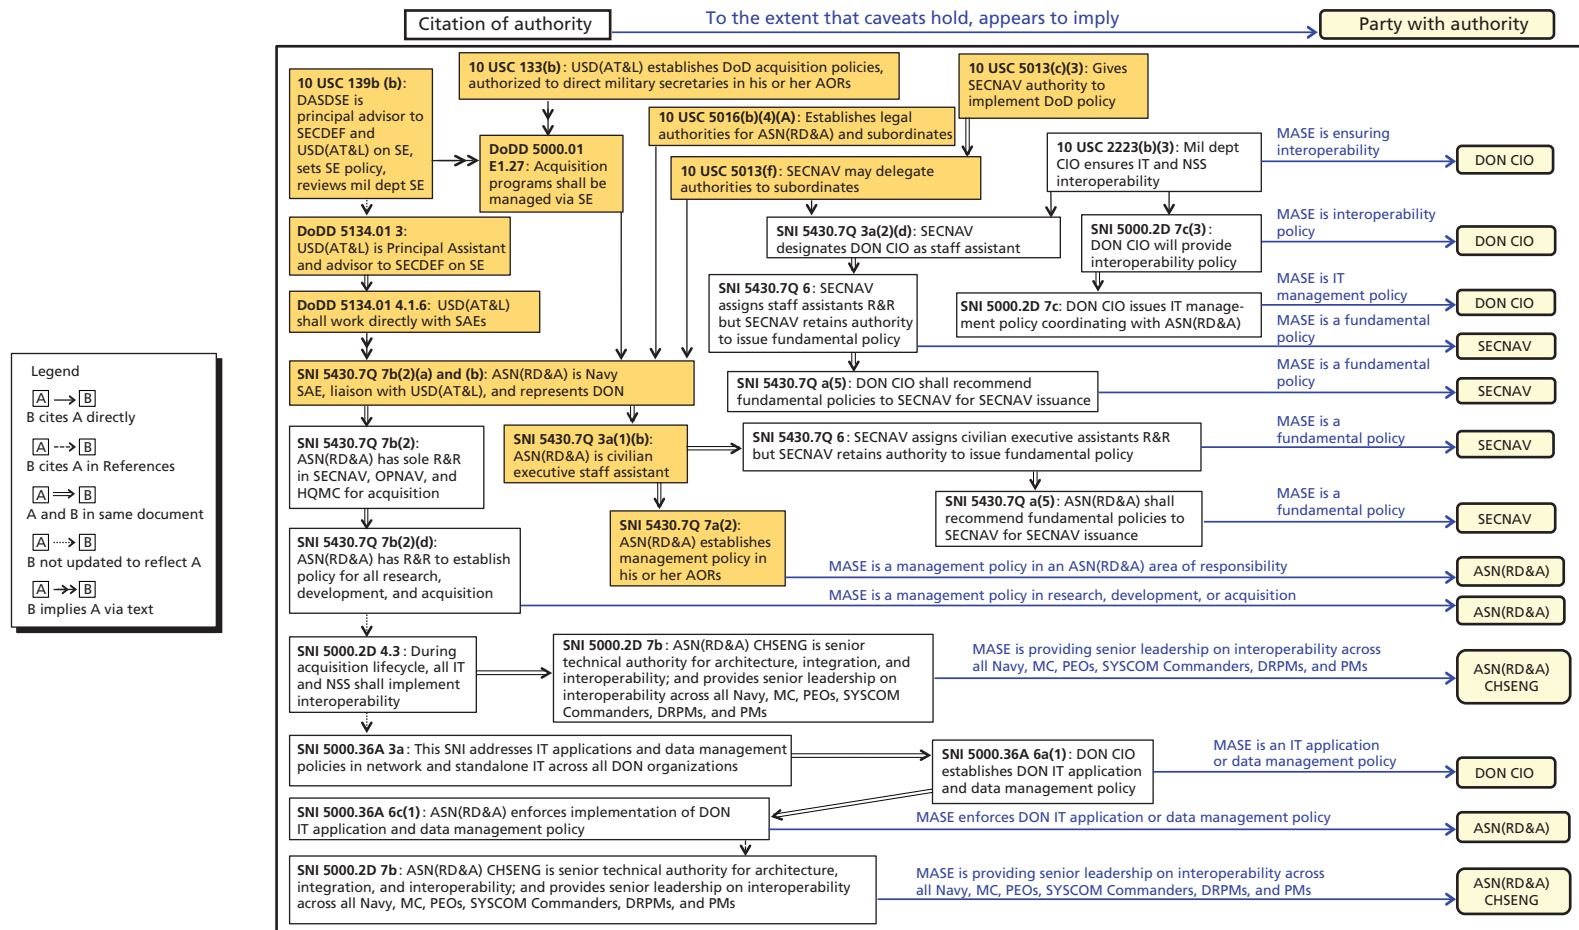 Citation of authority
To the extent that caveats hold, appears to imply
Party with authority
10 USC 139b (b):
DASDSE is
principal advisor to
SECDEF and
USD(AT&L) on SE,
sets SE policy,
reviews mil dept SE
10 USC 133(b): USD(AT&L) establishes DoD acquisition policies,
authorized to direct military secretaries in his or her AORs
10 USC 5013(c)(3): Gives
SECNAV authority to
implement DoD policy
10 USC 5016(b)(4)(A): Establishes legal
authorities for ASN(RD&A) and subordinates
DoDD 5000.01
E1.27: Acquisition
programs shall be
managed via SE
10 USC 5013(f): SECNAV may delegate
authorities to subordinates
10 USC 2223(b)(3): Mil dept
CIO ensures IT and NSS
interoperability
MASE is ensuring
interoperability
DON CIO
DoDD 5134.01 3:
USD(AT&L) is Principal Assistant
and advisor to SECDEF on SE
SNI 5430.7Q 3a(2)(d): SECNAV
designates DON CIO as staff assistant
SNI 5000.2D 7c(3):
DON CIO will provide
interoperability policy
MASE is interoperability
policy
DON CIO
DoDD 5134.01 4.1.6: USD(AT&L)
shall work directly with SAEs
SNI 5430.7Q 6: SECNAV
assigns staff assistants R&R
but SECNAV retains authority
to issue fundamental policy
SNI 5000.2D 7c: DON CIO issues IT manage-
ment policy coordinating with ASN(RD&A)
MASE is IT
management policy
DON CIO
MASE is a fundamental
policy
SECNAV
SNI 5430.7Q 7b(2)(a) and (b): ASN(RD&A) is Navy
SAE, liaison with USD(AT&L), and represents DON
SNI 5430.7Q a(5): DON CIO shall recommend
fundamental policies to SECNAV for SECNAV issuance
MASE is a fundamental
policy
SECNAV
SNI 5430.7Q 7b(2):
ASN(RD&A) has sole R&R
in SECNAV, OPNAV, and
HQMC for acquisition
SNI 5430.7Q 3a(1)(b):
ASN(RD&A) is civilian
executive staff assistant
SNI 5430.7Q 6: SECNAV assigns civilian executive assistants R&R
but SECNAV retains authority to issue fundamental policy
MASE is a
fundamental policy
SECNAV
SNI 5430.7Q a(5): ASN(RD&A) shall
recommend fundamental policies to
SECNAV for SECNAV issuance
MASE is a
fundamental policy
SECNAV
SNI 5430.7Q 7a(2):
ASN(RD&A) establishes
management policy in
his or her AORs
MASE is a management policy in an ASN(RD&A) area of responsibility
ASN(RD&A)
SNI 5430.7Q 7b(2)(d):
ASN(RD&A) has R&R to establish
policy for all research,
development, and acquisition
MASE is a management policy in research, development, or acquisition
ASN(RD&A)
SNI 5000.2D 4.3: During
acquisition lifecycle, all IT
and NSS shall implement
interoperability
SNI 5000.2D 7b: ASN(RD&A) CHSENG is senior
technical authority for architecture, integration, and
interoperability; and provides senior leadership on
interoperability across all Navy, MC, PEOs, SYSCOM
Commanders, DRPMs, and PMs
MASE is providing senior leadership on interoperability across
all Navy, MC, PEOs, SYSCOM Commanders, DRPMs, and PMs
ASN(RD&A)
CHSENG
SNI 5000.36A 3a: This SNI addresses IT applications and data management
policies in network and standalone IT across all DON organizations
SNI 5000.36A 6a(1): DON CIO
establishes DON IT application
and data management policy
MASE is an IT application
or data management policy
DON CIO
SNI 5000.36A 6c(1): ASN(RD&A) enforces implementation of DON
IT application and data management policy
MASE enforces DON IT application or data management policy
ASN(RD&A)
SNI 5000.2D 7b: ASN(RD&A) CHSENG is senior technical authority for architecture,
integration, and interoperability; and provides senior leadership on interoperability
across all Navy, MC, PEOs, SYSCOM Commanders, DRPMs, and PMs
MASE is providing senior leadership on interoperability across
all Navy, MC, PEOs, SYSCOM Commanders, DRPMs, and PMs
ASN(RD&A)
CHSENG
Legend
A B
B cites A directly
A B
B cites A in References
A B
A and B in same document
A B
B not updated to reflect A
A B
B implies A via text